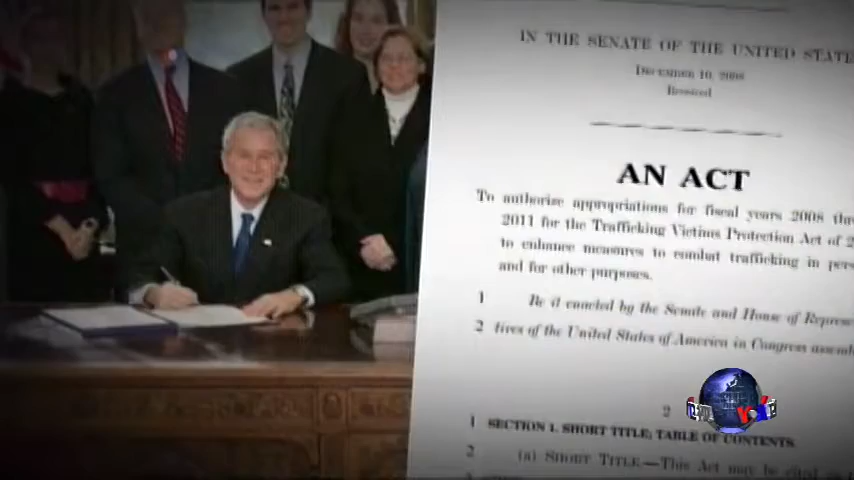 IN THE SENATE OF THE UNITED STATE
December 10, 2008
Received
AN ACT
To authorize appropriations for fiscal years 2008 thr
2011 for the Trafficking Victims Protection Act of 2
to enhance measures to combat trafficking in pers
and for other purposes.
1 Be it enacted by the Senate and House of Represe
2 tives of the United States of America in Congress assemb
2
1 SECTION 1. SHORT TITLE; TABLE OF CONTENTS.
2 (a) SHORT TITLE.—This Act may be cited
VOA